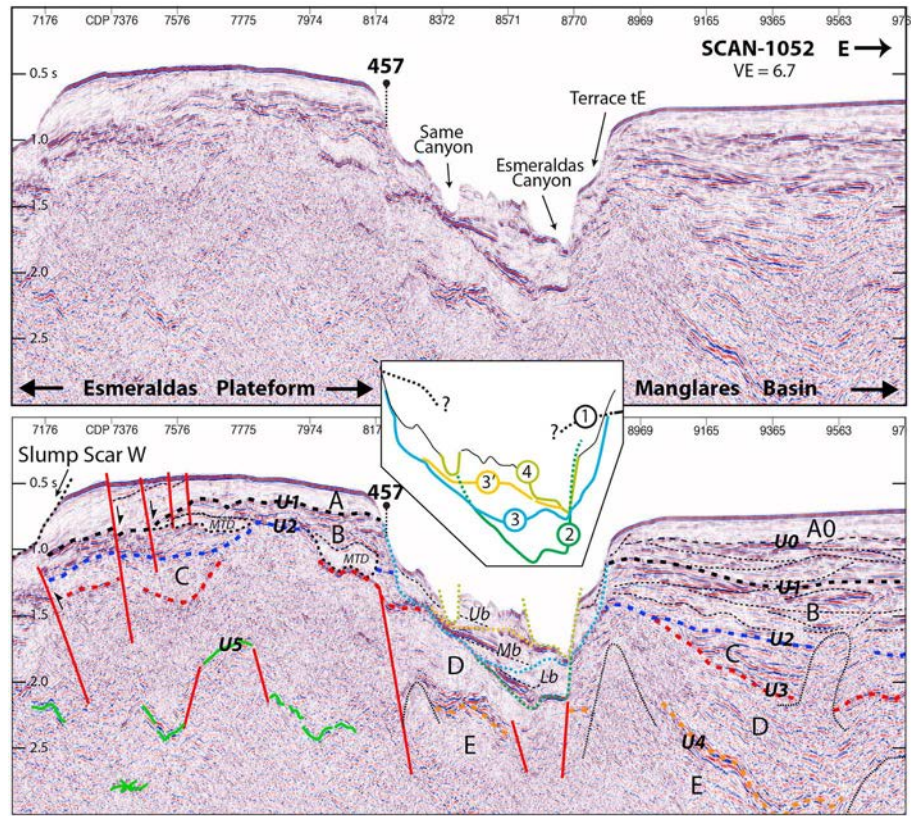 7176 CDP 7376 7576 7775 7974 8174 8372 8571 8770 8969 9165 9365 9563 976
SCAN-1052 E
VE = 6.7
0.5 s
457
Terrace tE
Same
Canyon
1.0
Esmeraldas
Canyon
1.5
2.0
2.5
Esmeraldas Plateform
Manglares Basin
7176 CDP 7376 7576 7775 7974 817 8969 9165 9365 9563 976
?
1
?
4
3'
3
2
Slump Scar W
0.5 s
457
A
U1
A0
MTD
U2
B
U0
1.0
MTD
C
U1
B
1.5
Ub
U2
Mb
C
U5
D
Lb
U3
2.0
D
E
U4
2.5
E